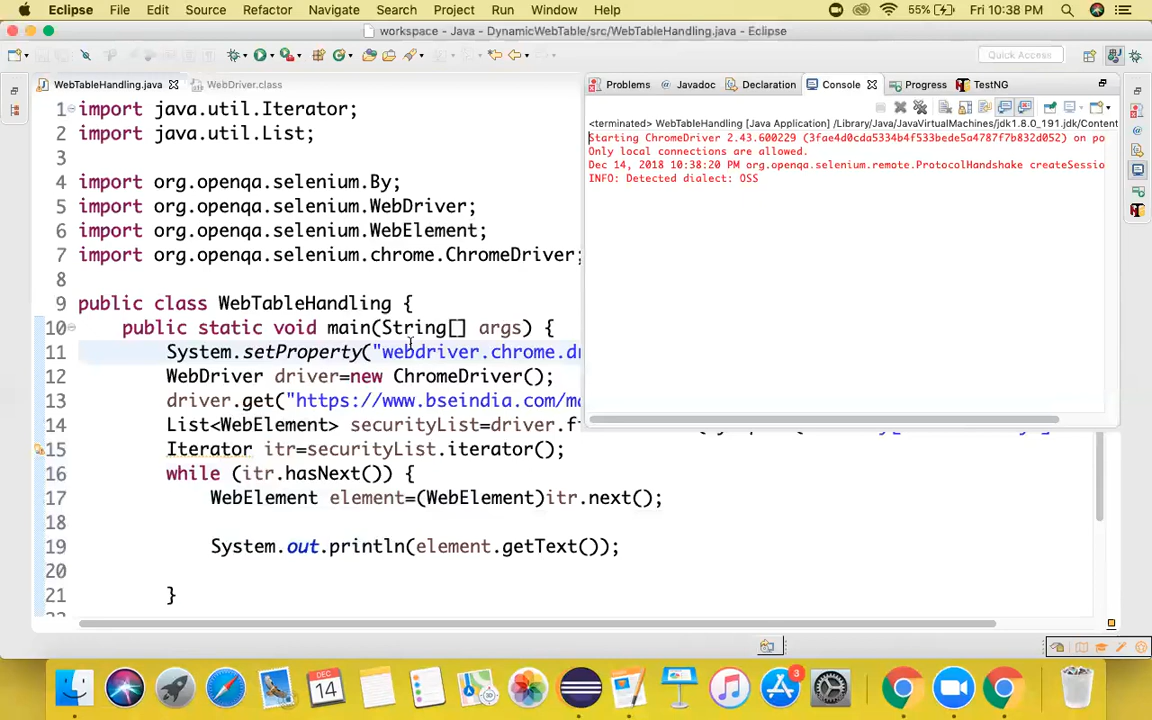 Eclipse File Edit Source Refactor Navigate Search Project Run Window Help 55% Fri 10:38 PM
workspace - Java - DynamicWebTable/src/WebTableHandling.java - Eclipse
Quick Access
WebTableHandling.java WebDriver.class
Problems @ Javadoc Declaration Console Progress TestNG
<terminated> WebTableHandling [Java Application] /Library/Java/JavaVirtualMachines/jdk1.8.0_191.jdk/Content
Starting ChromeDriver 2.43.600229 (3fae4d0cda5334b4f533bede5a4787f7b832d052) on po
Only local connections are allowed.
Dec 14, 2018 10:38:20 PM org.openqa.selenium.remote.ProtocolHandshake createSessio
INFO: Detected dialect: OSS
1 import java.util.Iterator;
2 import java.util.List;
3
4 import org.openqa.selenium.By;
5 import org.openqa.selenium.WebDriver;
6 import org.openqa.selenium.WebElement;
7 import org.openqa.selenium.chrome.ChromeDriver;
8
9 public class WebTableHandling {
10 public static void main(String[] args) {
11 System.setProperty("webdriver.chrome.dr
12 WebDriver driver=new ChromeDriver();
13 driver.get("https://www.bseindia.com/ma
14 List<WebElement> securityList=driver.f
15 Iterator itr=securityList.iterator();
16 while (itr.hasNext()) {
17 WebElement element=(WebElement)itr.next();
18
19 System.out.println(element.getText());
20
21 }
DEC
14
3